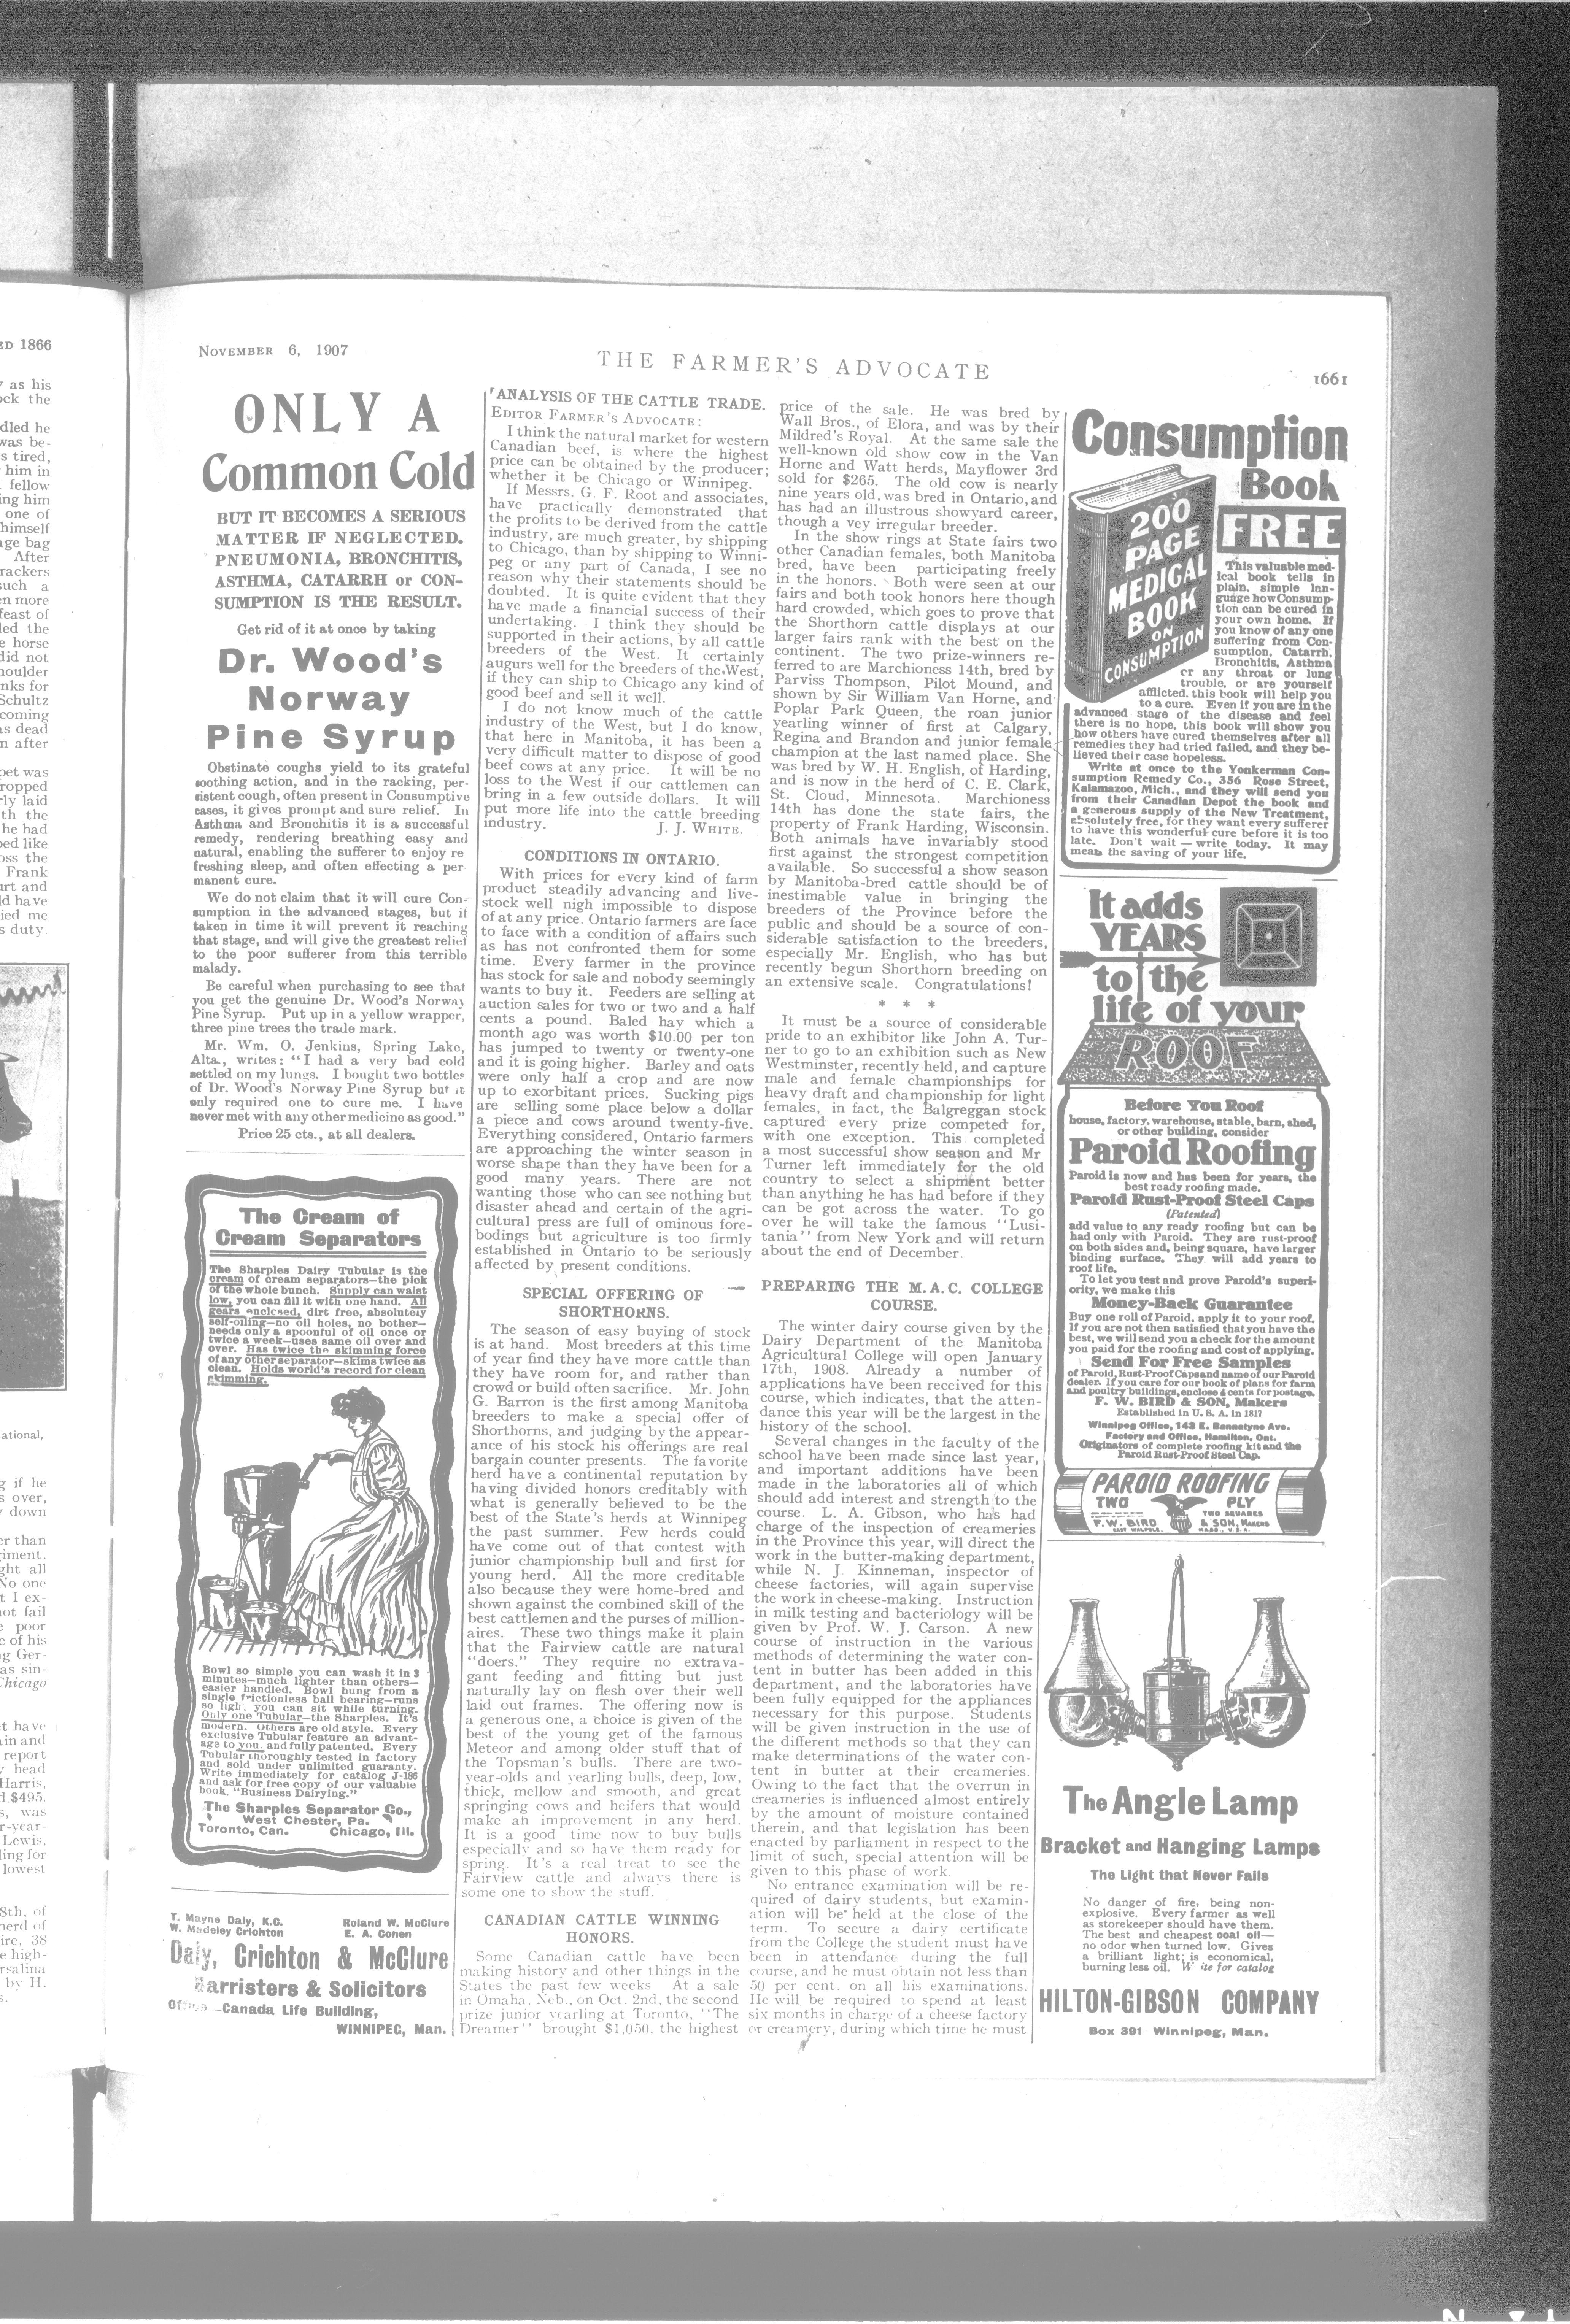 NOVEMBER 6, 1907
THE FARMER'S ADVOCATE
1661
ONLY A
Common Cold
BUT IT BECOMES A SERIOUS
MATTER IF NEGLECTED.
PNEUMONIA, BRONCHITIS,
ASTHMA, CATARRH or CON-
SUMPTION IS THE RESULT.
Get rid of it at once by taking
Dr. Wood's
Norway
Pine Syrup
Obstinate coughs yield to its grateful
soothing action, and in the racking, per-
sistent cough, often present in Consumptive
cases, it gives prompt and sure relief. In
Asthma and Bronchitis it is a successful
remedy, rendering breathing easy and
natural, enabling the sufferer to enjoy re
freshing sleep, and often effecting a per
manent cure.
We do not claim that it will cure Con-
sumption in the advanced stages, but if
taken in time it will prevent it reaching
that stage, and will give the greatest relief
to the poor sufferer from this terrible
malady.
Be careful when purchasing to see that
you get the genuine Dr. Wood's Norway
Pine Syrup. Put up in a yellow wrapper,
three pine trees the trade mark.
Mr. Wm. O. Jenkins, Spring Lake,
Alta., writes: "I had a very bad cold
settled on my lungs. I bought two bottles
of Dr. Wood's Norway Pine Syrup but it
only required one to cure me. I have
never met with any other medicine as good."
Price 25 cts., at all dealers.
The Cream of
Cream Separators
The Sharples Dairy Tubular is the
cream of cream separators—the pick
of the whole bunch. Supply can waist
low, you can fill it with one hand. All
gears enclosed, dirt free, absolutely
self-oiling—no oil holes, no bother—
needs only a spoonful of oil once or
twice a week—uses same oil over and
over. Has twice the skimming force
of any other separator—skims twice as
clean. Holds world's record for clean
skimming.
Bowl so simple you can wash it in 3
minutes—much lighter than others—
easier handled. Bowl hung from a
single frictionless ball bearing—runs
so light you can sit while turning.
Only one Tubular—the Sharples. It's
modern. Others are old style. Every
exclusive Tubular feature an advant-
age to you, and fully patented. Every
Tubular thoroughly tested in factory
and sold under unlimited guaranty.
Write immediately for catalog J-186
and ask for free copy of our valuable
book, "Business Dairying."
The Sharples Separator Co.,
West Chester, Pa.
Toronto, Can. Chicago, Ill.
T. Mayne Daly, K.C. Roland W. McClure
W. Madeley Crichton E. A. Conen
Daly, Crichton & McClure
Barristers & Solicitors
Canada Life Building,
WINNIPEG, Man.
ANALYSIS OF THE CATTLE TRADE.
EDITOR FARMER'S ADVOCATE:
I think the natural market for western
Canadian beef, is where the highest
price can be obtained by the producer;
whether it be Chicago or Winnipeg.
If Messrs. G. F. Root and associates,
have practically demonstrated that
the profits to be derived from the cattle
industry, are much greater, by shipping
to Chicago, than by shipping to Winni-
peg or any part of Canada, I see no
reason why their statements should be
doubted. It is quite evident that they
have made a financial success of their
undertaking. I think they should be
supported in their actions, by all cattle
breeders of the West. It certainly
augurs well for the breeders of the West,
if they can ship to Chicago any kind of
good beef and sell it well.
I do not know much of the cattle
industry of the West, but I do know,
that here in Manitoba, it has been a
very difficult matter to dispose of good
beef cows at any price. It will be no
loss to the West if our cattlemen can
bring in a few outside dollars. It will
put more life into the cattle breeding
industry. J. J. WHITE.
CONDITIONS IN ONTARIO.
With prices for every kind of farm
product steadily advancing and live-
stock well nigh impossible to dispose
of at any price. Ontario farmers are face
to face with a condition of affairs such
as has not confronted them for some
time. Every farmer in the province
has stock for sale and nobody seemingly
wants to buy it. Feeders are selling at
auction sales for two or two and a half
cents a pound. Baled hay which a
month ago was worth $10.00 per ton
has jumped to twenty or twenty-one
and it is going higher. Barley and oats
were only half a crop and are now
up to exorbitant prices. Sucking pigs
are selling some place below a dollar
a piece and cows around twenty-five.
Everything considered, Ontario farmers
are approaching the winter season in
worse shape than they have been for a
good many years. There are not
wanting those who can see nothing but
disaster ahead and certain of the agri-
cultural press are full of ominous fore-
bodings but agriculture is too firmly
established in Ontario to be seriously
affected by present conditions.
SPECIAL OFFERING OF
SHORTHORNS.
The season of easy buying of stock
is at hand. Most breeders at this time
of year find they have more cattle than
they have room for, and rather than
crowd or build often sacrifice. Mr. John
G. Barron is the first among Manitoba
breeders to make a special offer of
Shorthorns, and judging by the appear-
ance of his stock his offerings are real
bargain counter presents. The favorite
herd have a continental reputation by
having divided honors creditably with
what is generally believed to be the
best of the State's herds at Winnipeg
the past summer. Few herds could
have come out of that contest with
junior championship bull and first for
young herd. All the more creditable
also because they were home-bred and
shown against the combined skill of the
best cattlemen and the purses of million-
aires. These two things make it plain
that the Fairview cattle are natural
"doers." They require no extrava-
gant feeding and fitting but just
naturally lay on flesh over their well
laid out frames. The offering now is
a generous one, a choice is given of the
best of the young get of the famous
Meteor and among older stuff that of
the Topsman's bulls. There are two-
year-olds and yearling bulls, deep, low,
thick, mellow and smooth, and great
springing cows and heifers that would
make an improvement in any herd.
It is a good time now to buy bulls
especially and so have them ready for
spring. It's a real treat to see the
Fairview cattle and always there is
some one to show the stuff.
CANADIAN CATTLE WINNING
HONORS.
Some Canadian cattle have been
making history and other things in the
States the past few weeks At a sale
in Omaha, Neb., on Oct. 2nd, the second
prize junior yearling at Toronto, "The
Dreamer" brought $1,050, the highest
price of the sale. He was bred by
Wall Bros., of Elora, and was by their
Mildred's Royal. At the same sale the
well-known old show cow in the Van
Horne and Watt herds, Mayflower 3rd
sold for $265. The old cow is nearly
nine years old, was bred in Ontario, and
has had an illustrous showyard career,
though a vey irregular breeder.
In the show rings at State fairs two
other Canadian females, both Manitoba
bred, have been participating freely
in the honors. Both were seen at our
fairs and both took honors here though
hard crowded, which goes to prove that
the Shorthorn cattle displays at our
larger fairs rank with the best on the
continent. The two prize-winners re-
ferred to are Marchioness 14th, bred by
Parviss Thompson, Pilot Mound, and
shown by Sir William Van Horne, and
Poplar Park Queen, the roan junior
yearling winner of first at Calgary,
Regina and Brandon and junior female
champion at the last named place. She
was bred by W. H. English, of Harding,
and is now in the herd of C. E. Clark,
St. Cloud, Minnesota. Marchioness
14th has done the state fairs, the
property of Frank Harding, Wisconsin.
Both animals have invariably stood
first against the strongest competition
available. So successful a show season
by Manitoba-bred cattle should be of
inestimable value in bringing the
breeders of the Province before the
public and should be a source of con-
siderable satisfaction to the breeders,
especially Mr. English, who has but
recently begun Shorthorn breeding on
an extensive scale. Congratulations!
* * *
It must be a source of considerable
pride to an exhibitor like John A. Tur-
ner to go to an exhibition such as New
Westminster, recently held, and capture
male and female championships for
heavy draft and championship for light
females, in fact, the Balgreggan stock
captured every prize competed for,
with one exception. This completed
a most successful show season and Mr
Turner left immediately for the old
country to select a shipment better
than anything he has had before if they
can be got across the water. To go
over he will take the famous "Lusi-
tania" from New York and will return
about the end of December.
PREPARING THE M.A.C. COLLEGE
COURSE.
The winter dairy course given by the
Dairy Department of the Manitoba
Agricultural College will open January
17th, 1908. Already a number of
applications have been received for this
course, which indicates, that the atten-
dance this year will be the largest in the
history of the school.
Several changes in the faculty of the
school have been made since last year,
and important additions have been
made in the laboratories all of which
should add interest and strength to the
course. L. A. Gibson, who has had
charge of the inspection of creameries
in the Province this year, will direct the
work in the butter-making department,
while N. J. Kinneman, inspector of
cheese factories, will again supervise
the work in cheese-making. Instruction
in milk testing and bacteriology will be
given by Prof. W. J. Carson. A new
course of instruction in the various
methods of determining the water con-
tent in butter has been added in this
department, and the laboratories have
been fully equipped for the appliances
necessary for this purpose. Students
will be given instruction in the use of
the different methods so that they can
make determinations of the water con-
tent in butter at their creameries.
Owing to the fact that the overrun in
creameries is influenced almost entirely
by the amount of moisture contained
therein, and that legislation has been
enacted by parliament in respect to the
limit of such, special attention will be
given to this phase of work.
No entrance examination will be re-
quired of dairy students, but examin-
ation will be held at the close of the
term. To secure a dairy certificate
from the College the student must have
been in attendance during the full
course, and he must obtain not less than
50 per cent. on all his examinations.
He will be required to spend at least
six months in charge of a cheese factory
or creamery, during which time he must
Consumption
Book
FREE
200
PAGE
MEDICAL
BOOK
ON
CONSUMPTION
This valuable med-
ical book tells in
plain, simple lan-
guage how Consump-
tion can be cured in
your own home. If
you know of any one
suffering from Con-
sumption, Catarrh,
Bronchitis, Asthma
or any throat or lung
trouble, or are yourself
afflicted, this book will help you
to a cure. Even if you are in the
advanced stage of the disease and feel
there is no hope, this book will show you
how others have cured themselves after all
remedies they had tried failed, and they be-
lieved their case hopeless.
Write at once to the Yonkerman Con-
sumption Remedy Co., 356 Rose Street,
Kalamazoo, Mich., and they will send you
from their Canadian Depot the book and
a generous supply of the New Treatment,
absolutely free, for they want every sufferer
to have this wonderful cure before it is too
late. Don't wait — write today. It may
mean the saving of your life.
It adds
YEARS
to the
life of your
ROOF
Before You Roof
house, factory, warehouse, stable, barn, shed,
or other building, consider
Paroid Roofing
Paroid is now and has been for years, the
best ready roofing made.
Paroid Rust-Proof Steel Caps
(Patented)
add value to any ready roofing but can be
had only with Paroid. They are rust-proof
on both sides and, being square, have larger
binding surface. They will add years to
roof life.
To let you test and prove Paroid's superi-
ority, we make this
Money-Back Guarantee
Buy one roll of Paroid, apply it to your roof.
If you are not then satisfied that you have the
best, we will send you a check for the amount
you paid for the roofing and cost of applying.
Send For Free Samples
of Paroid, Rust-Proof Caps and name of our Paroid
dealer. If you care for our book of plans for farm
and poultry buildings, enclose 4 cents for postage.
F. W. BIRD & SON, Makers
Established in U. S. A. in 1817
Winnipeg Office, 143 E. Bannatyne Ave.
Factory and Office, Hamilton, Ont.
Originators of complete roofing kit and the
Paroid Rust-Proof Steel Cap.
PAROID ROOFING
TWO PLY
TWO SQUARES
F. W. BIRD & SON, MAKERS
EAST WALPOLE, MASS., U.S.A.
The Angle Lamp
Bracket and Hanging Lamps
The Light that Never Fails
No danger of fire, being non-
explosive. Every farmer as well
as storekeeper should have them.
The best and cheapest coal oil—
no odor when turned low. Gives
a brilliant light; is economical,
burning less oil. for catalog
HILTON-GIBSON COMPANY
Box 391 Winnipeg, Man.